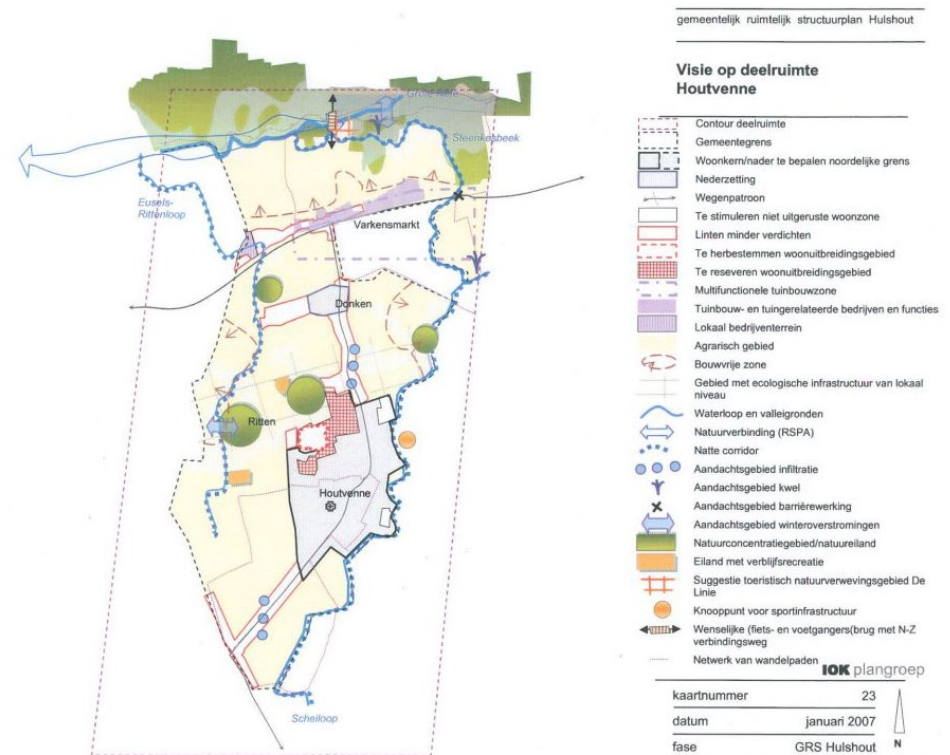 gemeentelijk ruimtelijk structuurplan Hulshout
Visie op deelruimte
Houtvenne
Contour deelruimte
Gemeentegrens
Woonkern/nader te bepalen noordelijke grens
Nederzetting
Wegenpatroon
Te stimuleren niet uitgeruste woonzone
Linten minder verdichten
Te herbestemmen woonuitbreidingsgebied
Te reserveren woonuitbreidingsgebied
Multifunctionele tuinbouwzone
Tuinbouw- en tuingerelateerde bedrijven en functies
Lokaal bedrijventerrein
Agrarisch gebied
Bouwvrije zone
Gebied met ecologische infrastructuur van lokaal
niveau
Waterloop en valleigronden
Natuurverbinding (RSPA)
Natte corridor
Aandachtsgebied infiltratie
Aandachtsgebied kwel
Aandachtsgebied barrièrewerking
Aandachtsgebied winteroverstromingen
Natuurconcentratiegebied/natuureiland
Eiland met verblijfsrecreatie
Suggestie toeristisch natuurverwevingsgebied De
Linie
Knooppunt voor sportinfrastructuur
Wenselijke (fiets- en voetgangers(brug met N-Z
verbindingsweg
Netwerk van wandelpaden
IOK plangroep
kaartnummer 23
datum januari 2007
fase GRS Hulshout
N
Grote Nete
Steenkesbeek
Eusels-
Rittenloop
Varkensmarkt
Donken
Ritten
Houtvenne
Scheiloop